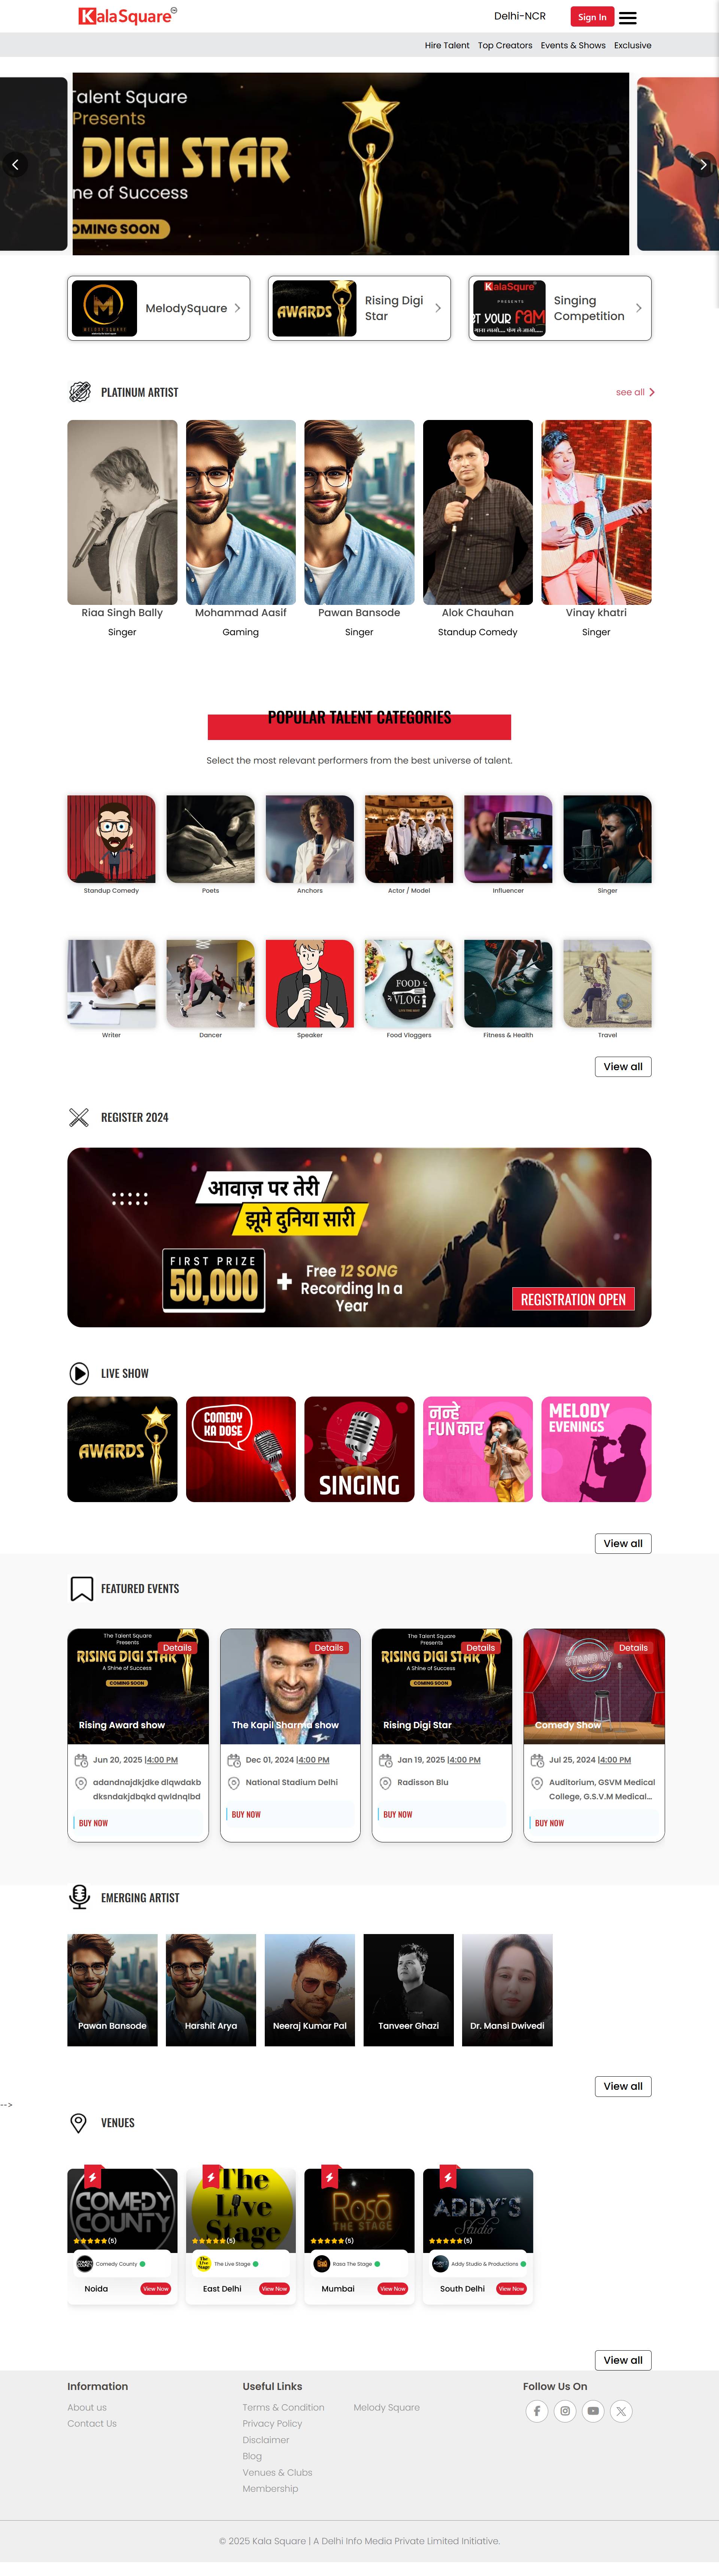 KalaSquare
Delhi-NCR
Sign In
Hire Talent
Top Creators
Events & Shows
Exclusive
Talent Square
Presents
DIGI STAR
ne of Success
OMING SOON
MELODY SQUARE
MelodySquare
AWARDS
Rising Digi
Star
KalaSqure
PRESENTS
T YOUR FAM
Singing
Competition
PLATINUM ARTIST
see all
Riaa Singh Bally
Singer
Mohammad Aasif
Gaming
Pawan Bansode
Singer
Alok Chauhan
Standup Comedy
Vinay khatri
Singer
POPULAR TALENT CATEGORIES
Select the most relevant performers from the best universe of talent.
Standup Comedy
Poets
Anchors
Actor / Model
Influencer
Singer
FOOD
VLOG
Writer
Dancer
Speaker
Food Vloggers
Fitness & Health
Travel
View all
REGISTER 2024
आवाज़ पर तेरी
झूमे दुनिया सारी
FIRST PRIZE
50,000
+
Free 12 SONG
Recording In a
Year
REGISTRATION OPEN
LIVE SHOW
AWARDS
COMEDY
KA DOSE
SINGING
नन्हे
FUNकार
MELODY
EVENINGS
View all
FEATURED EVENTS
The Talent Square
Presents
RISING DIGI STAR
A Shine of Success
COMING SOON
Details
Rising Award show
Jun 20, 2025 |4:00 PM
adandnajdkjdke dlqwdakb
dksndakjdbqkd qwldnqlbd
BUY NOW
Details
The Kapil Sharma show
Dec 01, 2024 |4:00 PM
National Stadium Delhi
BUY NOW
The Talent Square
Presents
RISING DIGI STAR
A Shine of Success
COMING SOON
Details
Rising Digi Star
Jan 19, 2025 |4:00 PM
Radisson Blu
BUY NOW
STAND UP
Details
Comedy Show
Jul 25, 2024 |4:00 PM
Auditorium, GSVM Medical
College, G.S.V.M Medical...
BUY NOW
EMERGING ARTIST
Pawan Bansode
Harshit Arya
Neeraj Kumar Pal
Tanveer Ghazi
Dr. Mansi Dwivedi
View all
-->
VENUES
COMEDY
COUNTY
(5)
Comedy County
Noida
View Now
The
Live
Stage
(5)
The Live Stage
East Delhi
View Now
Rasa
THE STAGE
(5)
Rasa The Stage
Mumbai
View Now
ADDY'S
Studio
(5)
Addy Studio & Productions
South Delhi
View Now
View all
Information
About us
Contact Us
Useful Links
Terms & Condition
Privacy Policy
Disclaimer
Blog
Venues & Clubs
Membership
Melody Square
Follow Us On
© 2025 Kala Square | A Delhi Info Media Private Limited Initiative.